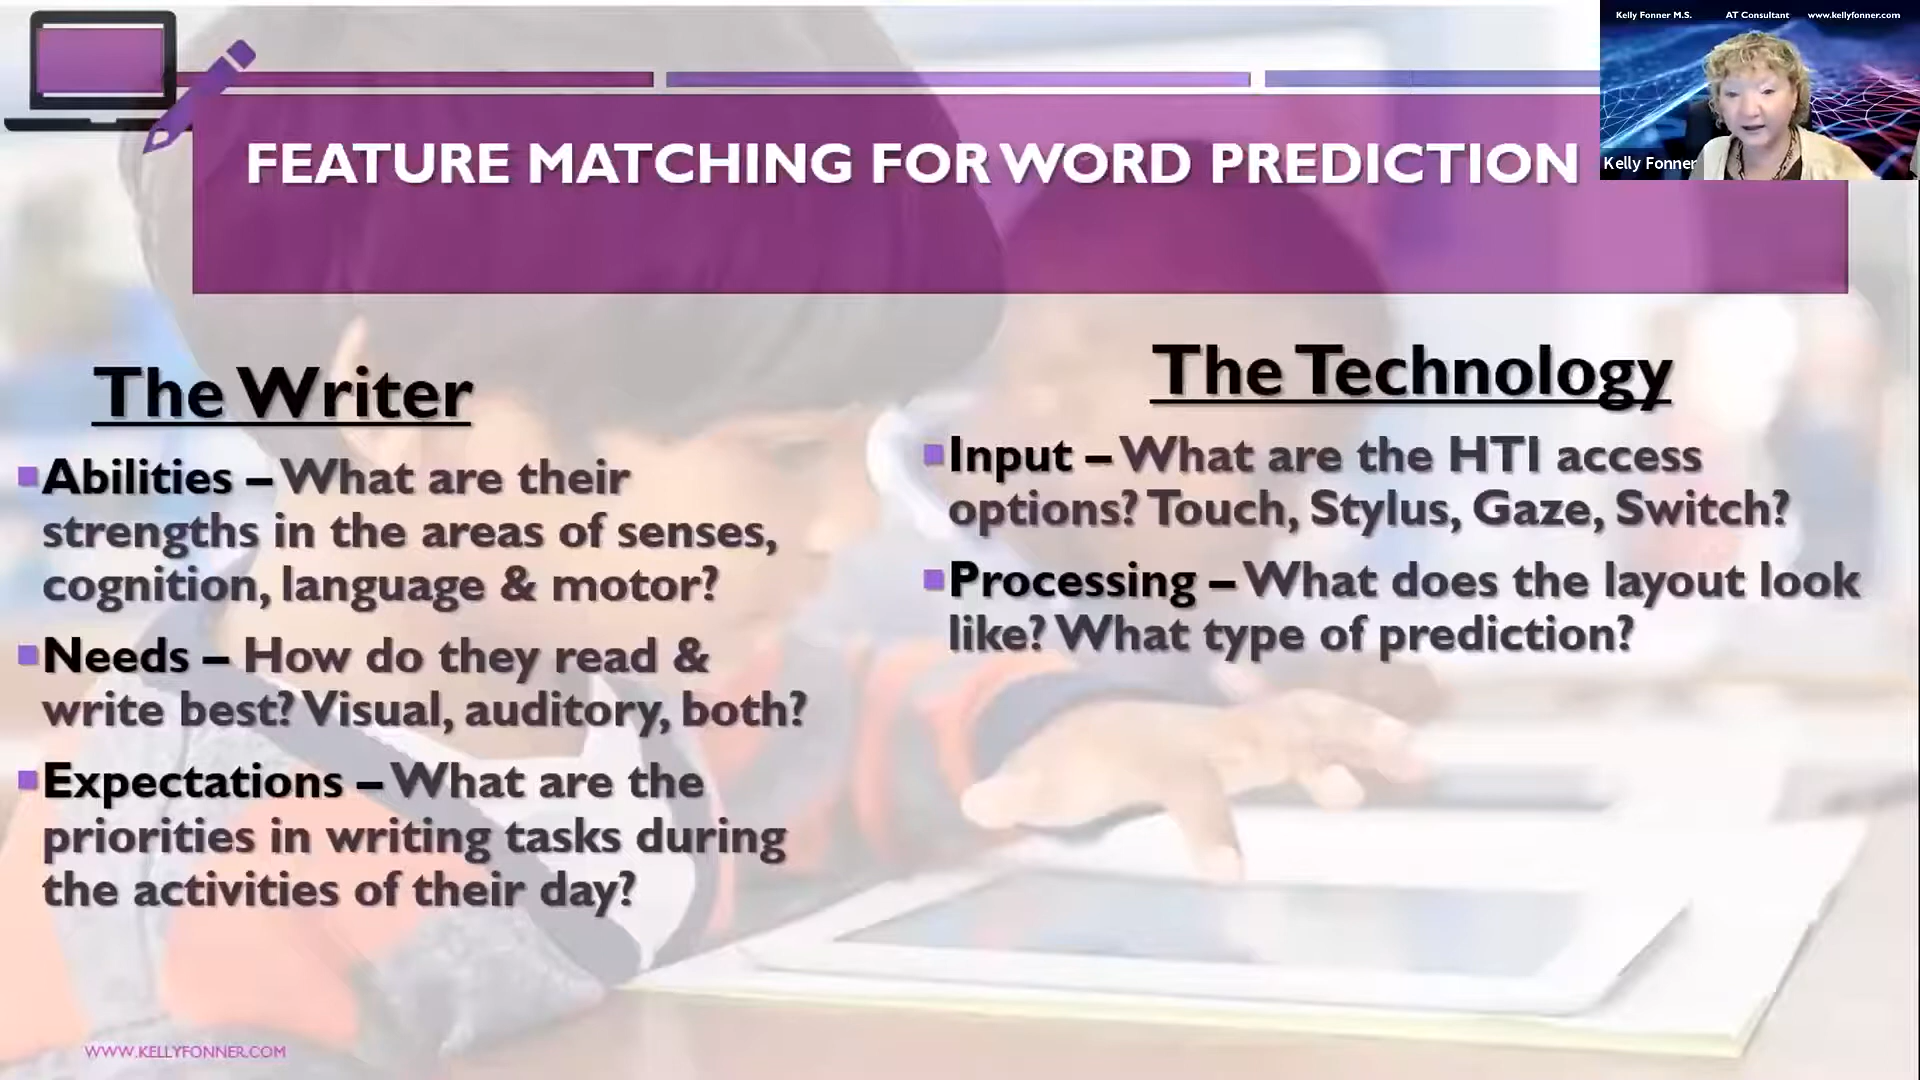 Kelly Fonner M.S. AT Consultant www.kellyfonner.com
Kelly Fonner
FEATURE MATCHING FOR WORD PREDICTION
The Writer
Abilities – What are their
strengths in the areas of senses,
cognition, language & motor?
Needs – How do they read &
write best? Visual, auditory, both?
Expectations – What are the
priorities in writing tasks during
the activities of their day?
The Technology
Input – What are the HTI access
options? Touch, Stylus, Gaze, Switch?
Processing – What does the layout look
like? What type of prediction?
WWW.KELLYFONNER.COM